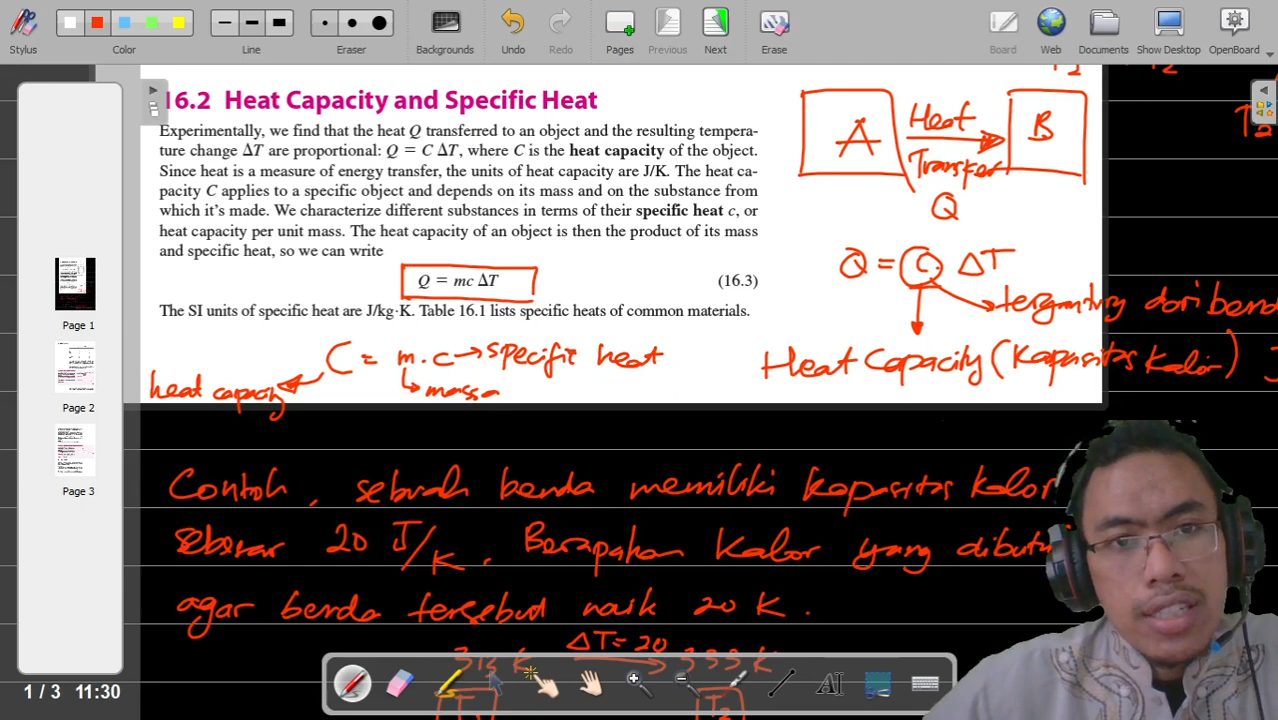 Stylus
Color
Line
Eraser
Backgrounds
Undo
Redo
Pages
Previous
Next
Erase
Board
Web
Documents
Show Desktop
OpenBoard
16.2 Heat Capacity and Specific Heat
Experimentally, we find that the heat Q transferred to an object and the resulting tempera-
ture change ΔT are proportional: Q = C ΔT, where C is the heat capacity of the object.
Since heat is a measure of energy transfer, the units of heat capacity are J/K. The heat ca-
pacity C applies to a specific object and depends on its mass and on the substance from
which it's made. We characterize different substances in terms of their specific heat c, or
heat capacity per unit mass. The heat capacity of an object is then the product of its mass
and specific heat, so we can write
Q = mc ΔT (16.3)
The SI units of specific heat are J/kg·K. Table 16.1 lists specific heats of common materials.
C = m.c → specific heat
heat capacity
massa
A Heat B
Transfer
Q
Q = C ΔT
tergantung dari benda
Heat Capacity (Kapasitas Kalor)
Contoh, sebuah benda memiliki kapasitas kalor
sebesar 20 J/K. Berapakah kalor yang
agar benda tersebut naik 20 K.
ΔT = 20
313 K 333 K
T1 T2
Page 1
Page 2
Page 3
1 / 3 11:30